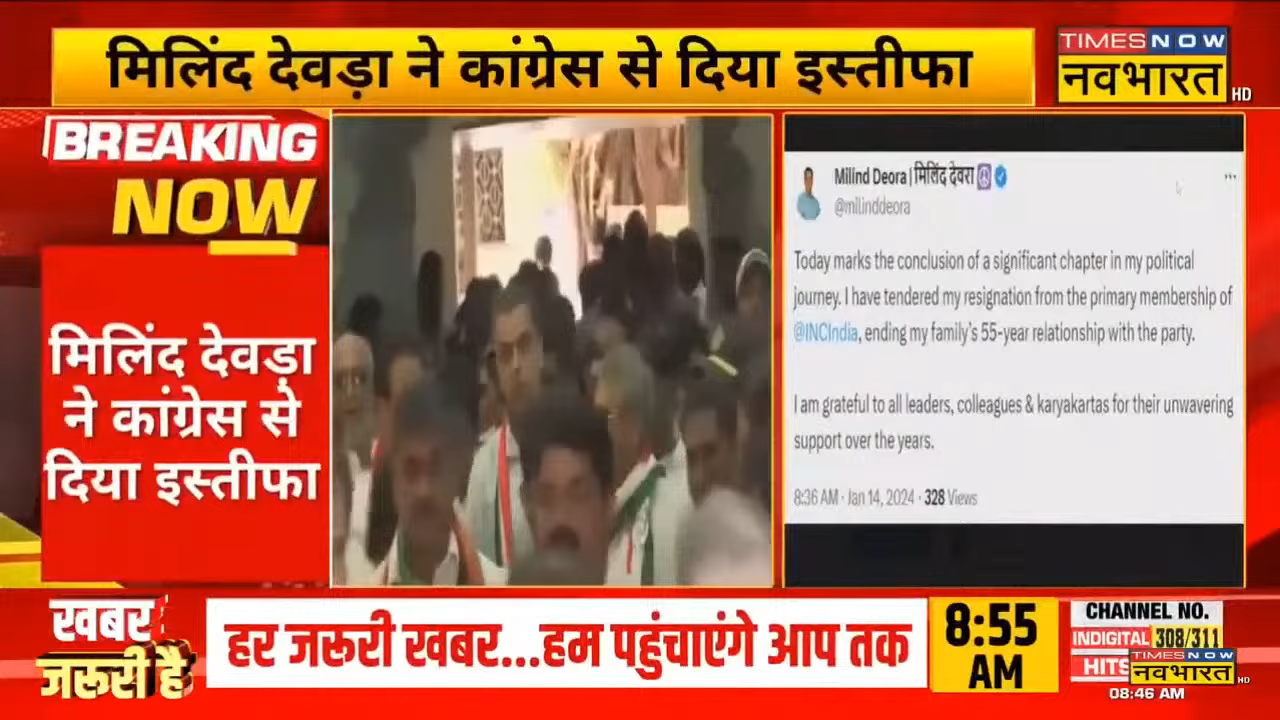 मिलिंद देवड़ा ने कांग्रेस से दिया इस्तीफा
TIMES NOW
नवभारत HD
BREAKING
NOW
मिलिंद देवड़ा
ने कांग्रेस से
दिया इस्तीफा
Milind Deora | मिलिंद देवरा
@milinddeora
Today marks the conclusion of a significant chapter in my political
journey. I have tendered my resignation from the primary membership of
@INCIndia, ending my family's 55-year relationship with the party.
I am grateful to all leaders, colleagues & karyakartas for their unwavering
support over the years.
8:36 AM · Jan 14, 2024 · 328 Views
खबर
जरूरी है
हर जरूरी खबर...हम पहुंचाएंगे आप तक
8:55
AM
CHANNEL NO.
INDIGITAL 308/311
HITS
TIMES NOW
नवभारत HD
08:46 AM